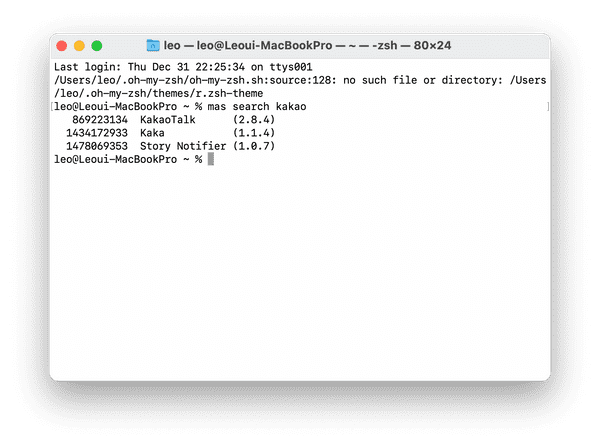 leo — leo@Leoui-MacBookPro — ~ — -zsh — 80×24
Last login: Thu Dec 31 22:25:34 on ttys001
/Users/leo/.oh-my-zsh/oh-my-zsh.sh:source:128: no such file or directory: /Users
/leo/.oh-my-zsh/themes/r.zsh-theme
[leo@Leoui-MacBookPro ~ % mas search kakao ]
869223134  KakaoTalk      (2.8.4)
1434172933  Kaka           (1.1.4)
1478069353  Story Notifier (1.0.7)
leo@Leoui-MacBookPro ~ %